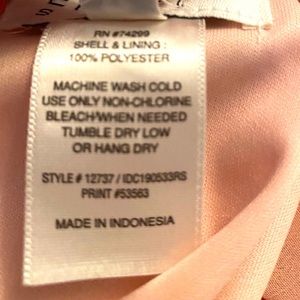 RN #74299
SHELL & LINING :
100% POLYESTER
MACHINE WASH COLD
USE ONLY NON-CHLORINE
BLEACH WHEN NEEDED
TUMBLE DRY LOW
OR HANG DRY
STYLE # 12737 / IDC190533RS
PRINT #53563
MADE IN INDONESIA